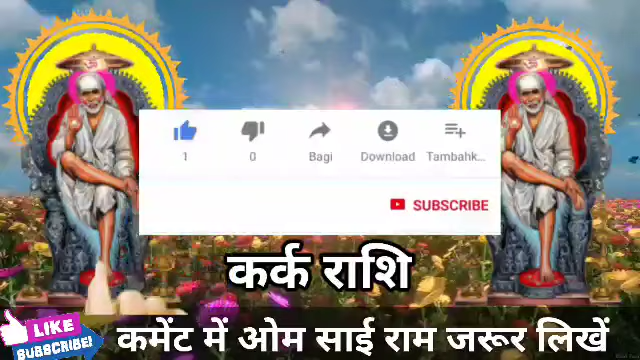 1 0 Bagi Download Tambahk...
SUBSCRIBE
कर्क राशि
LIKE
SUBSCRIBE!
कमेंट में ओम साई राम जरूर लिखें